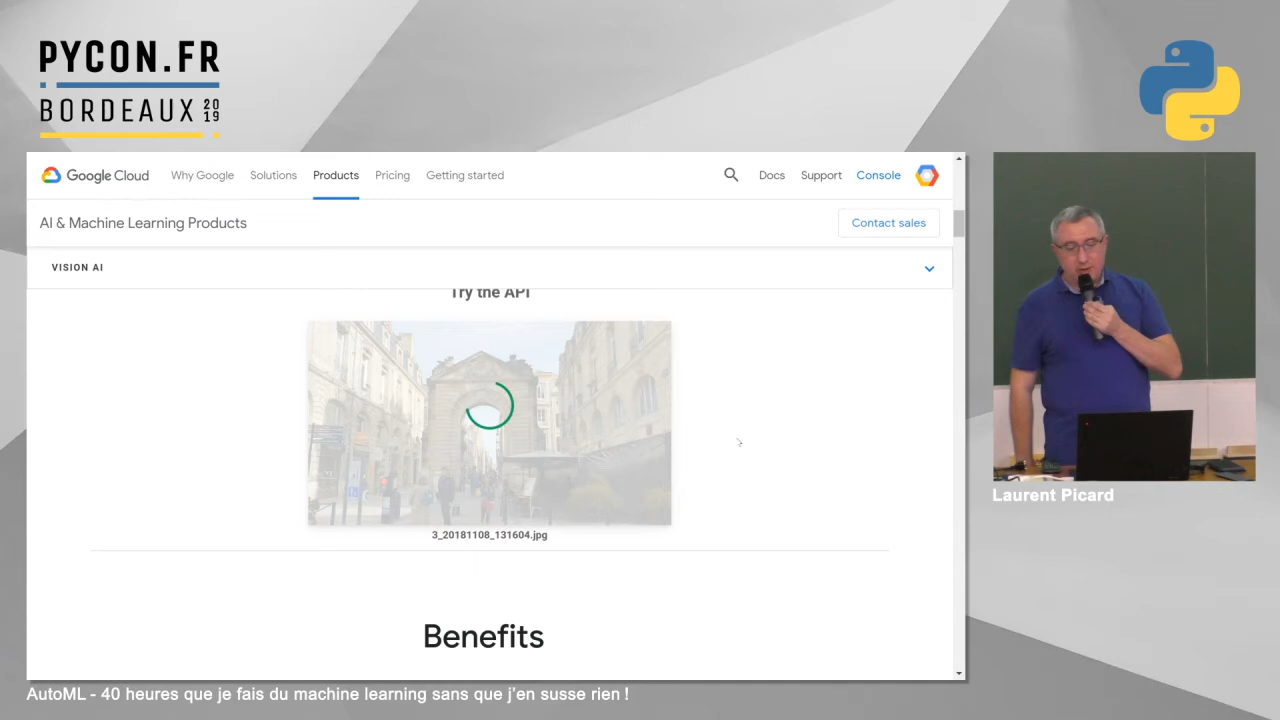 PYCON.FR
BORDEAUX 2019
Google Cloud
Why Google
Solutions
Products
Pricing
Getting started
Docs
Support
Console
AI & Machine Learning Products
Contact sales
VISION AI
Try the API
3_20181108_131604.jpg
Benefits
Laurent Picard
AutoML - 40 heures que je fais du machine learning sans que j'en susse rien !